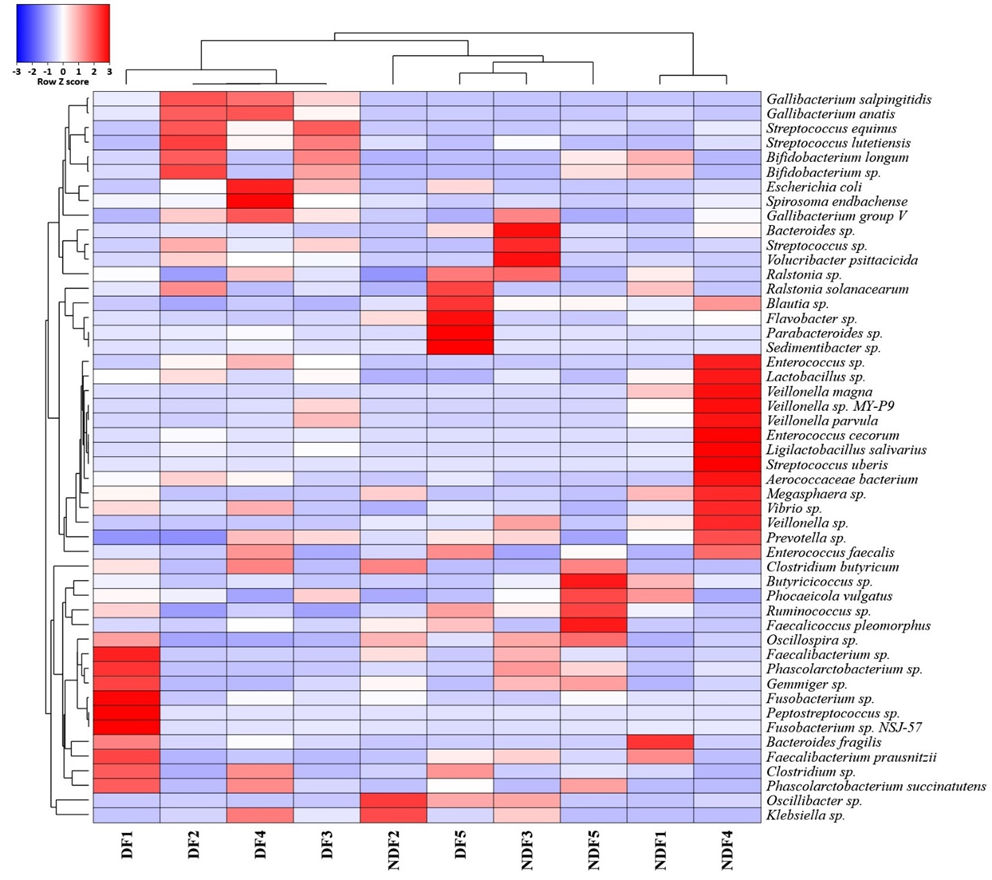 -3 -2 -1 0 1 2 3
Row Z score
Gallibacterium salpingitidis
Gallibacterium anatis
Streptococcus equinus
Streptococcus lutetiensis
Bifidobacterium longum
Bifidobacterium sp.
Escherichia coli
Spirosoma endbachense
Gallibacterium group V
Bacteroides sp.
Streptococcus sp.
Volucribacter psittacicida
Ralstonia sp.
Ralstonia solanacearum
Blautia sp.
Flavobacter sp.
Parabacteroides sp.
Sedimentibacter sp.
Enterococcus sp.
Lactobacillus sp.
Veillonella magna
Veillonella sp. MY-P9
Veillonella parvula
Enterococcus cecorum
Ligilactobacillus salivarius
Streptococcus uberis
Aerococcaceae bacterium
Megasphaera sp.
Vibrio sp.
Veillonella sp.
Prevotella sp.
Enterococcus faecalis
Clostridium butyricum
Butyricicoccus sp.
Phocaeicola vulgatus
Ruminococcus sp.
Faecalicoccus pleomorphus
Oscillospira sp.
Faecalibacterium sp.
Phascolarctobacterium sp.
Gemmiger sp.
Fusobacterium sp.
Peptostreptococcus sp.
Fusobacterium sp. NSJ-57
Bacteroides fragilis
Faecalibacterium prausnitzii
Clostridium sp.
Phascolarctobacterium succinatutens
Oscillibacter sp.
Klebsiella sp.
DF1 DF2 DF4 DF3 NDF2 DF5 NDF3 NDF5 NDF1 NDF4